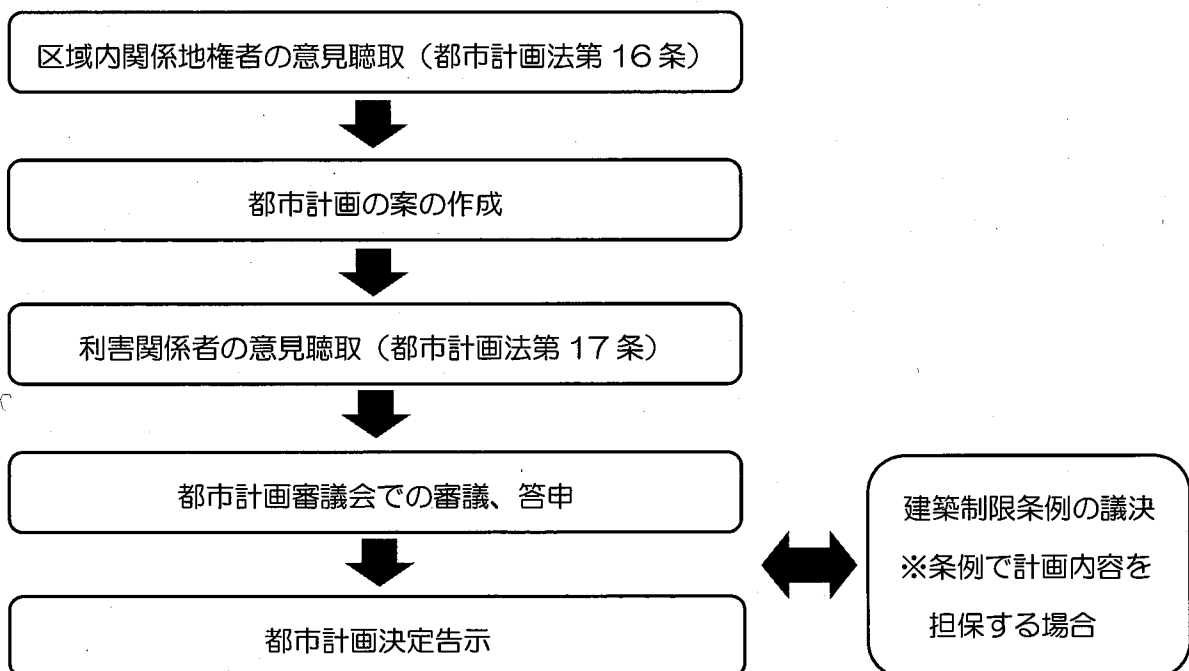 区域内関係地権者の意見聴取（都市計画法第 16 条）
都市計画の案の作成
利害関係者の意見聴取（都市計画法第 17 条）
都市計画審議会での審議、答申
都市計画決定告示
建築制限条例の議決
※条例で計画内容を
担保する場合